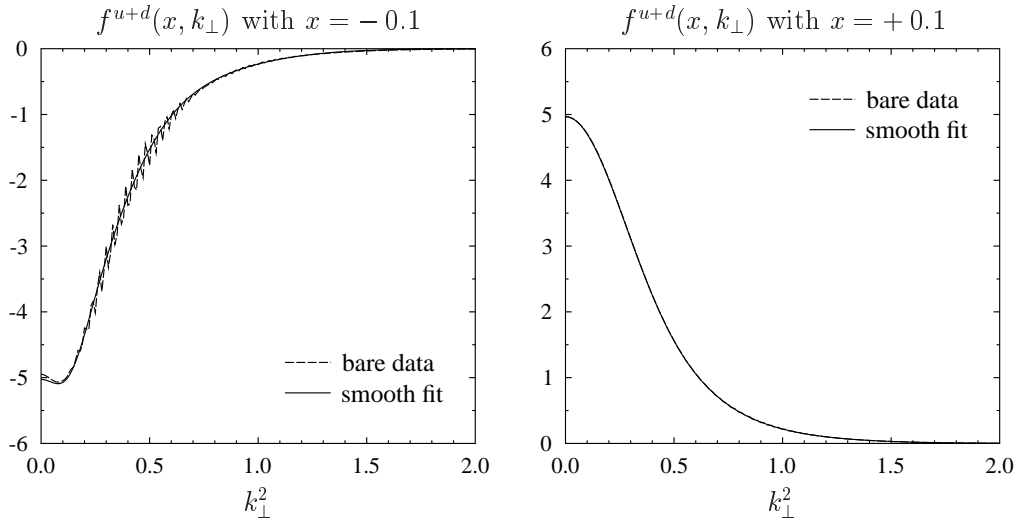 f^{u+d}(x, k_⊥) with x = − 0.1
0
-1
-2
-3
-4
-5
-6
bare data
smooth fit
0.0 0.5 1.0 1.5 2.0
k_⊥^2
f^{u+d}(x, k_⊥) with x = + 0.1
6
5
4
3
2
1
0
bare data
smooth fit
0.0 0.5 1.0 1.5 2.0
k_⊥^2